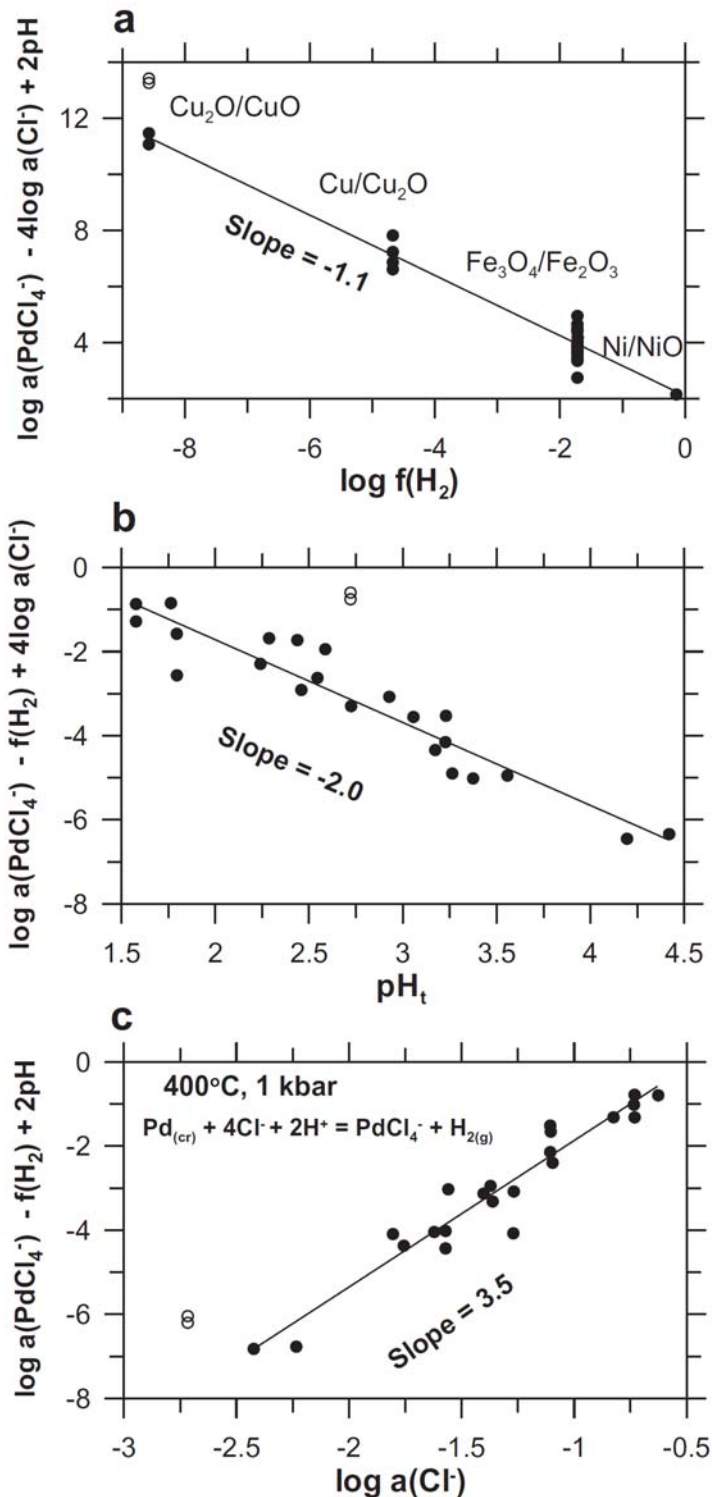 a
log a(PdCl₄⁻) - 4log a(Cl⁻) + 2pH
12
8
4
Cu₂O/CuO
Cu/Cu₂O
Fe₃O₄/Fe₂O₃
Ni/NiO
Slope = -1.1
-8 -6 -4 -2 0
log f(H₂)
b
log a(PdCl₄⁻) - f(H₂) + 4log a(Cl⁻)
0
-2
-4
-6
-8
Slope = -2.0
1.5 2 2.5 3 3.5 4 4.5
pHₜ
c
log a(PdCl₄⁻) - f(H₂) + 2pH
0
-2
-4
-6
-8
400°C, 1 kbar
Pd₍cr₎ + 4Cl⁻ + 2H⁺ = PdCl₄⁻ + H₂₍g₎
Slope = 3.5
-3 -2.5 -2 -1.5 -1 -0.5
log a(Cl⁻)